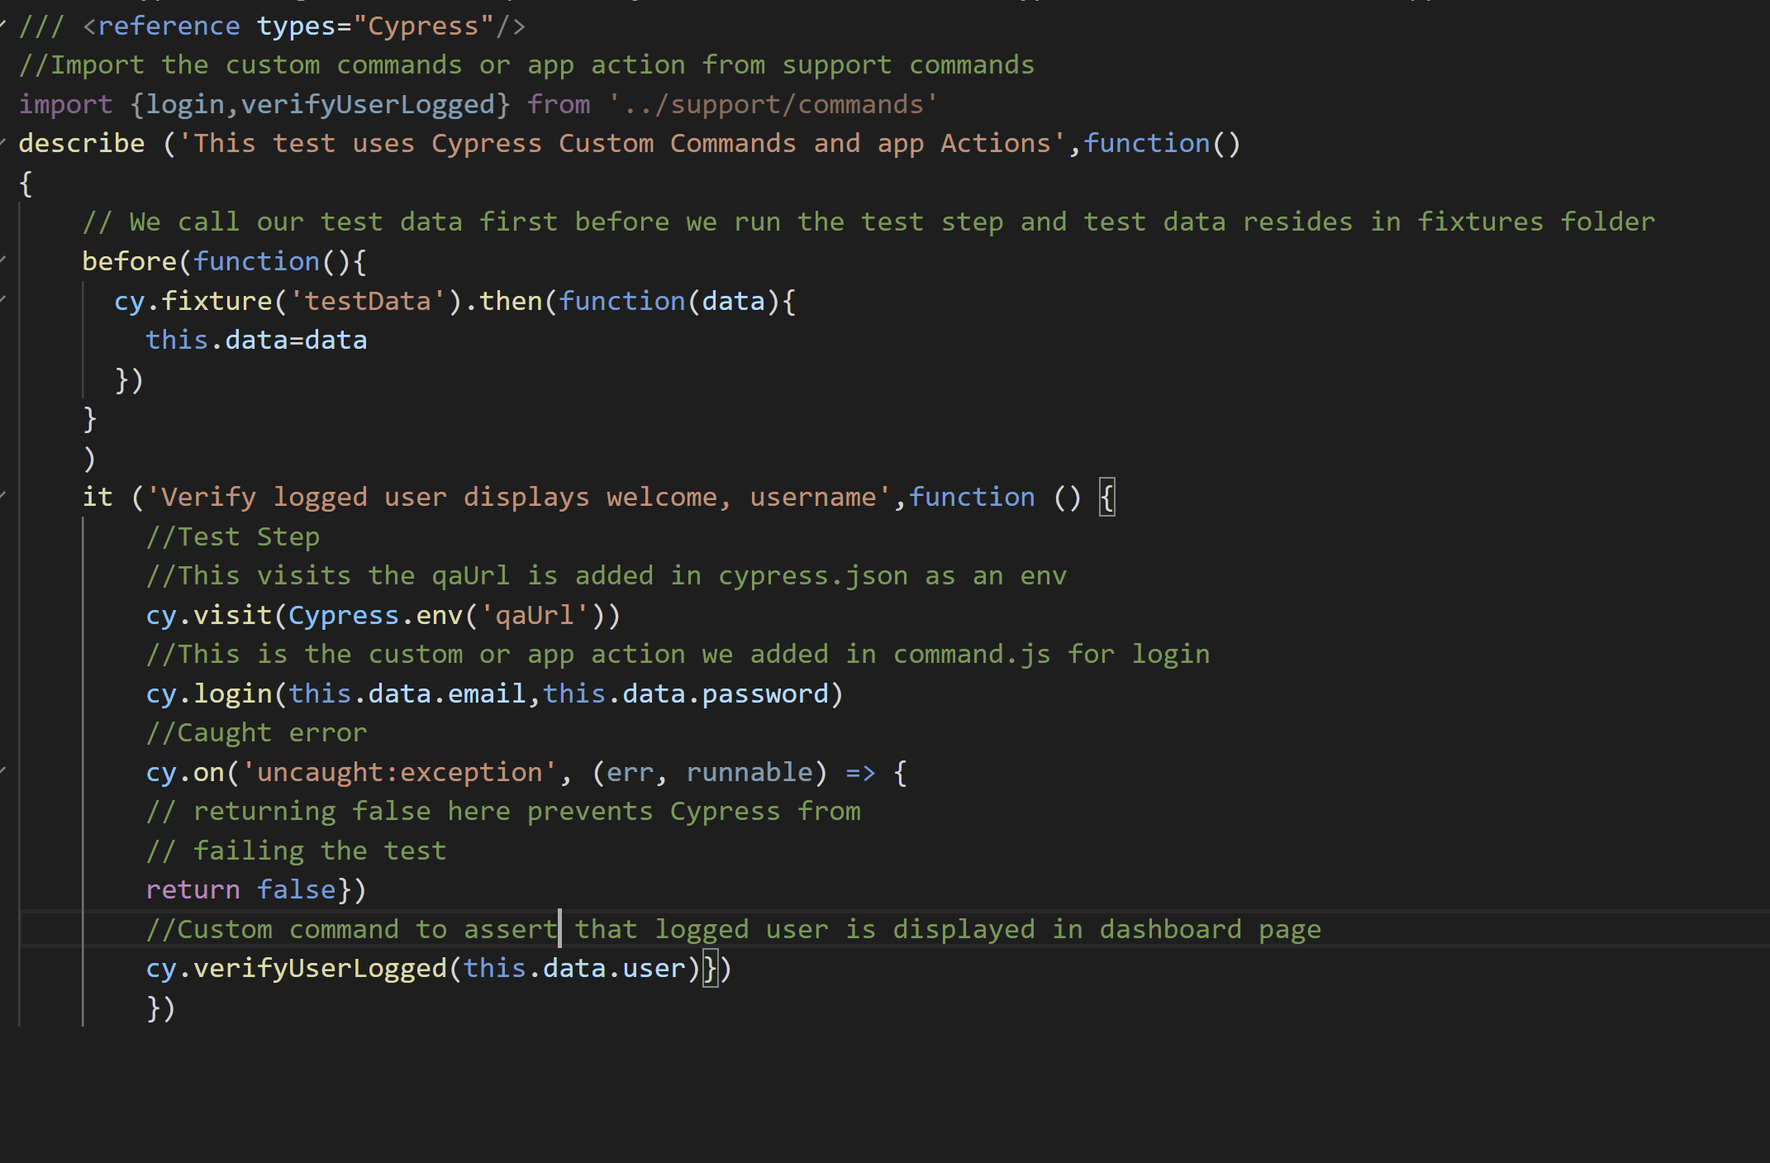 /// <reference types="Cypress"/>
//Import the custom commands or app action from support commands
import {login,verifyUserLogged} from '../support/commands'
describe ('This test uses Cypress Custom Commands and app Actions',function()
{
    // We call our test data first before we run the test step and test data resides in fixtures folder
    before(function(){
      cy.fixture('testData').then(function(data){
        this.data=data
      })
    }
    )
    it ('Verify logged user displays welcome, username',function () {
        //Test Step
        //This visits the qaUrl is added in cypress.json as an env
        cy.visit(Cypress.env('qaUrl'))
        //This is the custom or app action we added in command.js for login
        cy.login(this.data.email,this.data.password)
        //Caught error
        cy.on('uncaught:exception', (err, runnable) => {
        // returning false here prevents Cypress from
        // failing the test
        return false})
        //Custom command to assert that logged user is displayed in dashboard page
        cy.verifyUserLogged(this.data.user)})
        })